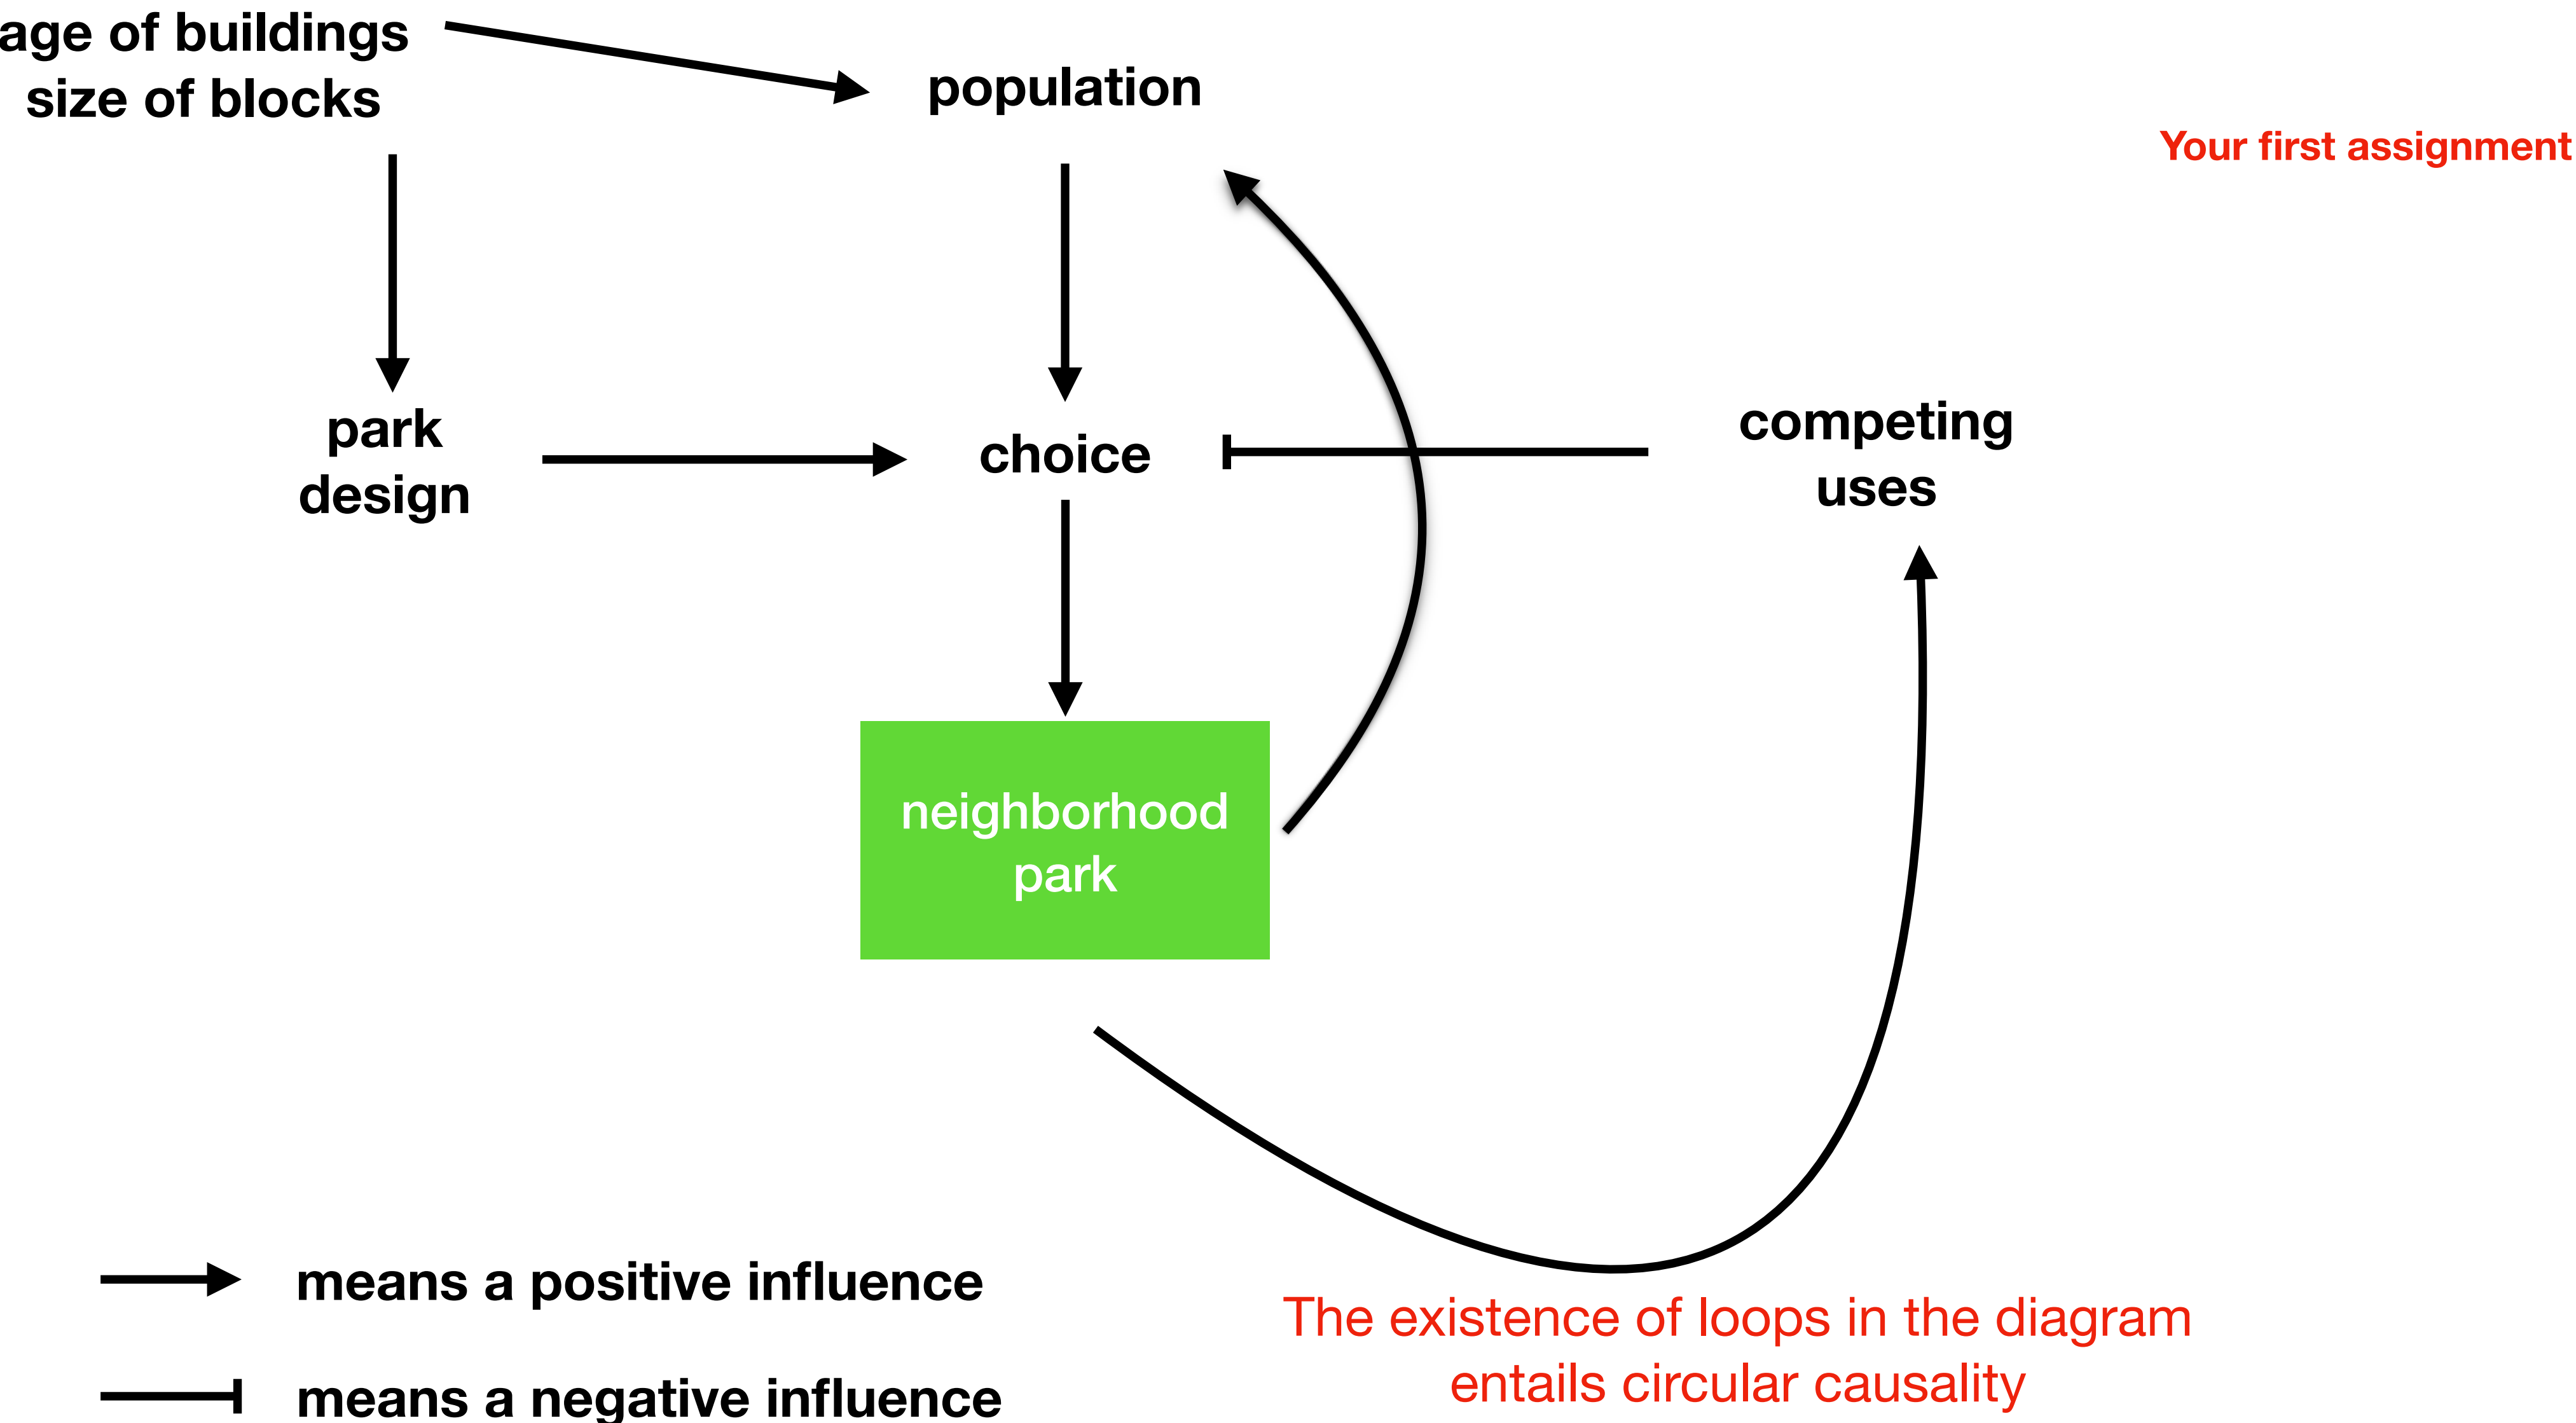 age of buildings
size of blocks
population
Your first assignment
park
design
choice
competing
uses
neighborhood
park
means a positive influence
means a negative influence
The existence of loops in the diagram
entails circular causality